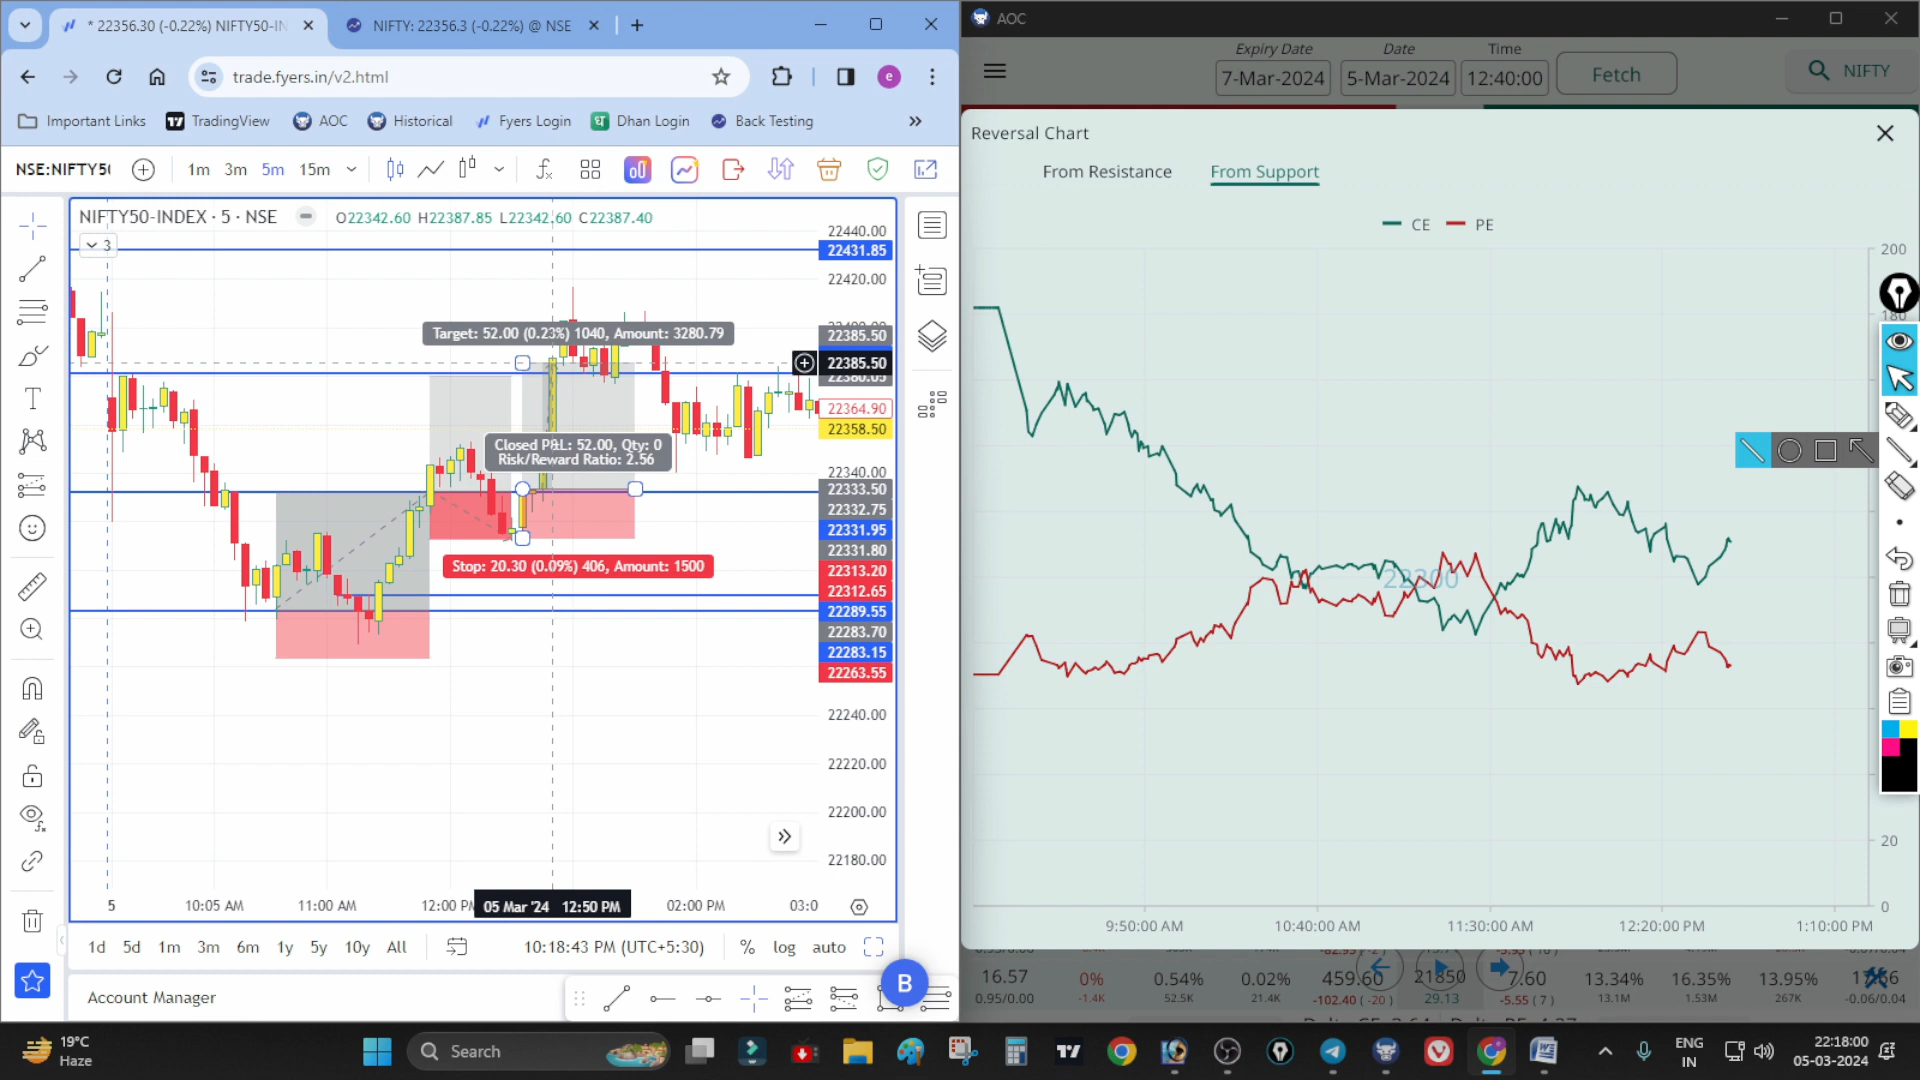 * 22356.30 (-0.22%) NIFTY50-IN
NIFTY: 22356.3 (-0.22%) @ NSE
trade.fyers.in/v2.html
e
Important Links
TradingView
AOC
Historical
Fyers Login
Dhan Login
Back Testing
NSE:NIFTY50
1m 3m 5m 15m
NIFTY50-INDEX · 5 · NSE
O22342.60 H22387.85 L22342.60 C22387.40
3
22440.00
22431.85
22420.00
22385.50
22385.50
22380.05
22364.90
22358.50
22340.00
22333.50
22332.75
22331.95
22331.80
22313.20
22312.65
22289.55
22283.70
22283.15
22263.55
22240.00
22220.00
22200.00
22180.00
Target: 52.00 (0.23%) 1040, Amount: 3280.79
Closed P&L: 52.00, Qty: 0
Risk/Reward Ratio: 2.56
Stop: 20.30 (0.09%) 406, Amount: 1500
5
10:05 AM
11:00 AM
12:00 PM
05 Mar '24 12:50 PM
02:00 PM
03:0
1d 5d 1m 3m 6m 1y 5y 10y All
10:18:43 PM (UTC+5:30)
% log auto
B
Account Manager
AOC
Expiry Date
7-Mar-2024
Date
5-Mar-2024
Time
12:40:00
Fetch
NIFTY
Reversal Chart
From Resistance
From Support
CE PE
200
180
22300
20
0
9:50:00 AM
10:40:00 AM
11:30:00 AM
12:20:00 PM
1:10:00 PM
16.57
0.95/0.00
0%
-1.4K
0.54%
52.5K
0.02%
21.4K
459.60
-102.40 ( -20 )
21850
29.13
7.60
-5.55 ( 7 )
13.34%
13.1M
16.35%
1.53M
13.95%
267K
-0.06/0.04
19°C
Haze
Search
ENG
IN
22:18:00
05-03-2024